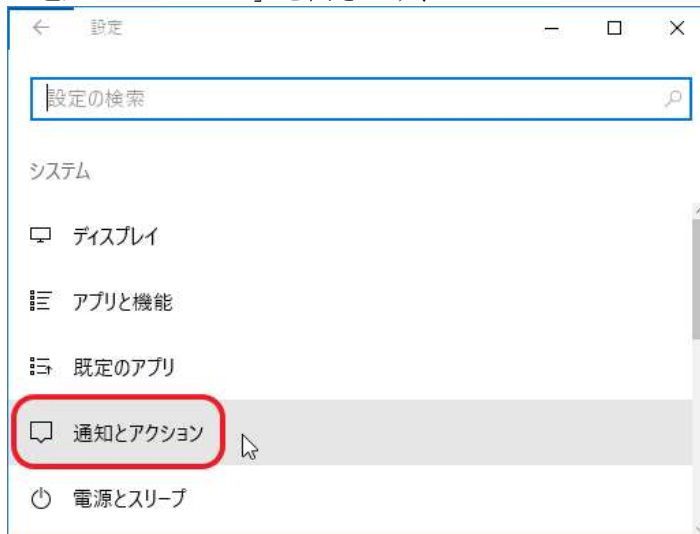 設定
設定の検索
システム
ディスプレイ
アプリと機能
既定のアプリ
通知とアクション
電源とスリープ